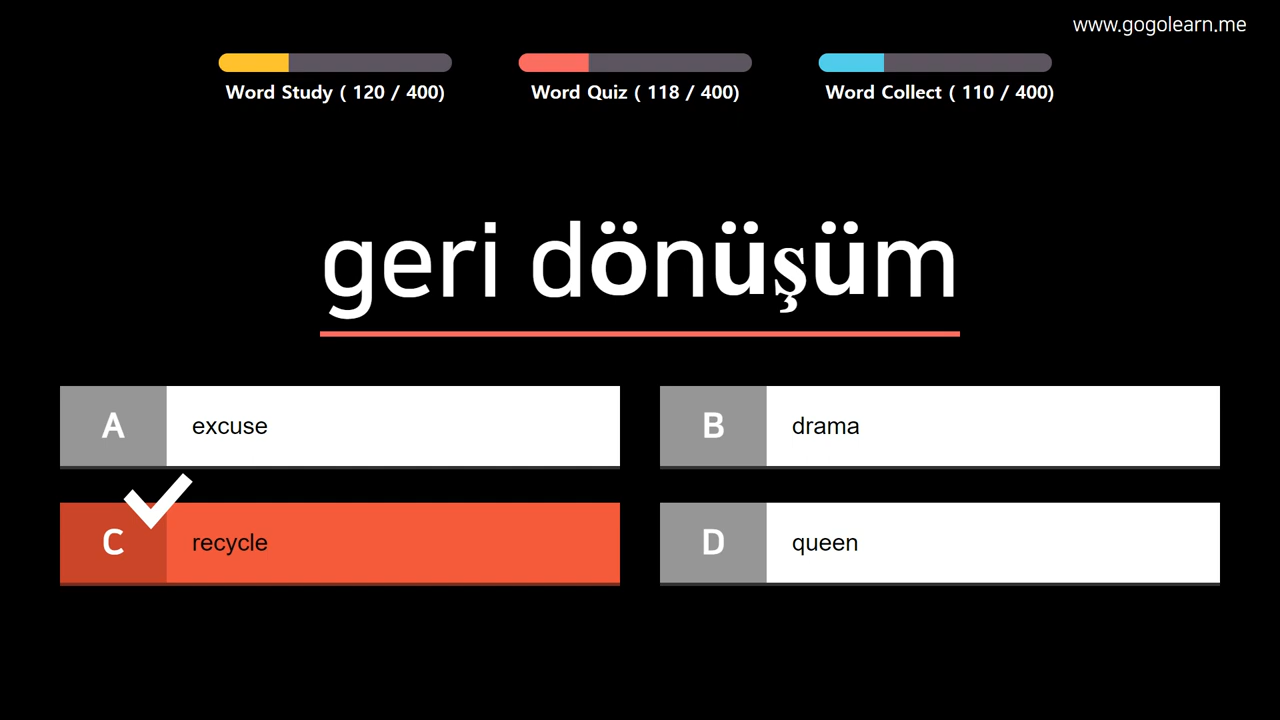 www.gogolearn.me
Word Study ( 120 / 400)
Word Quiz ( 118 / 400)
Word Collect ( 110 / 400)
geri dönüşüm
A excuse
B drama
C recycle
D queen